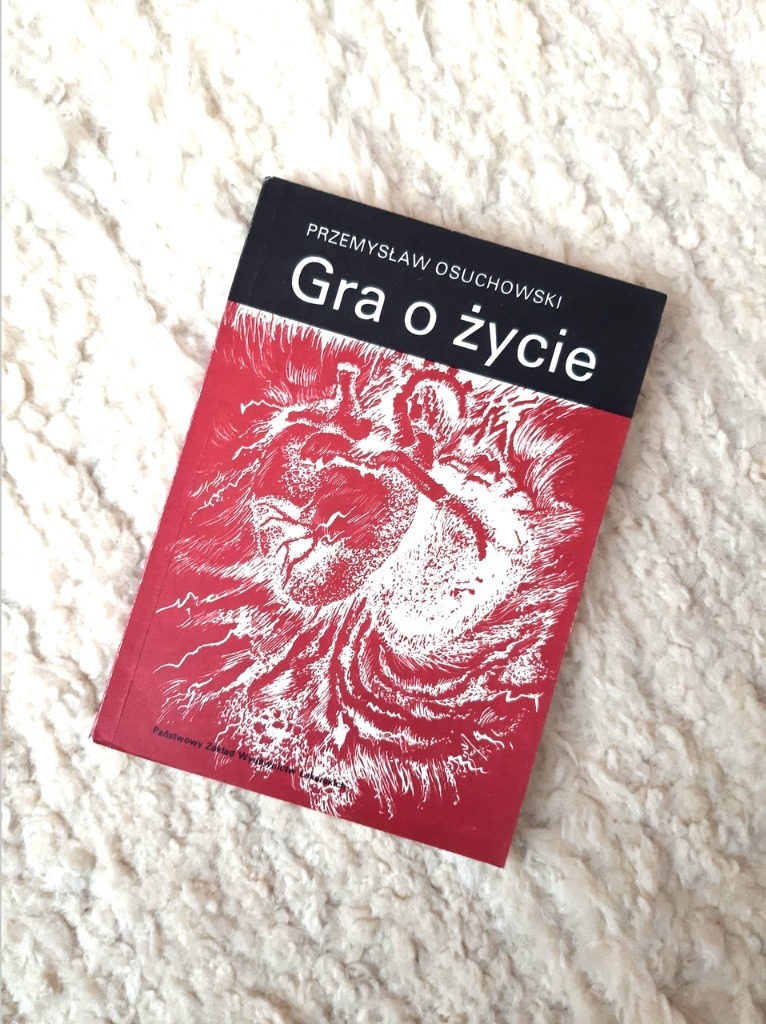 PRZEMYSŁAW OSUCHOWSKI
Gra o życie
Państwowy Zakład Wydawnictw Lekarskich